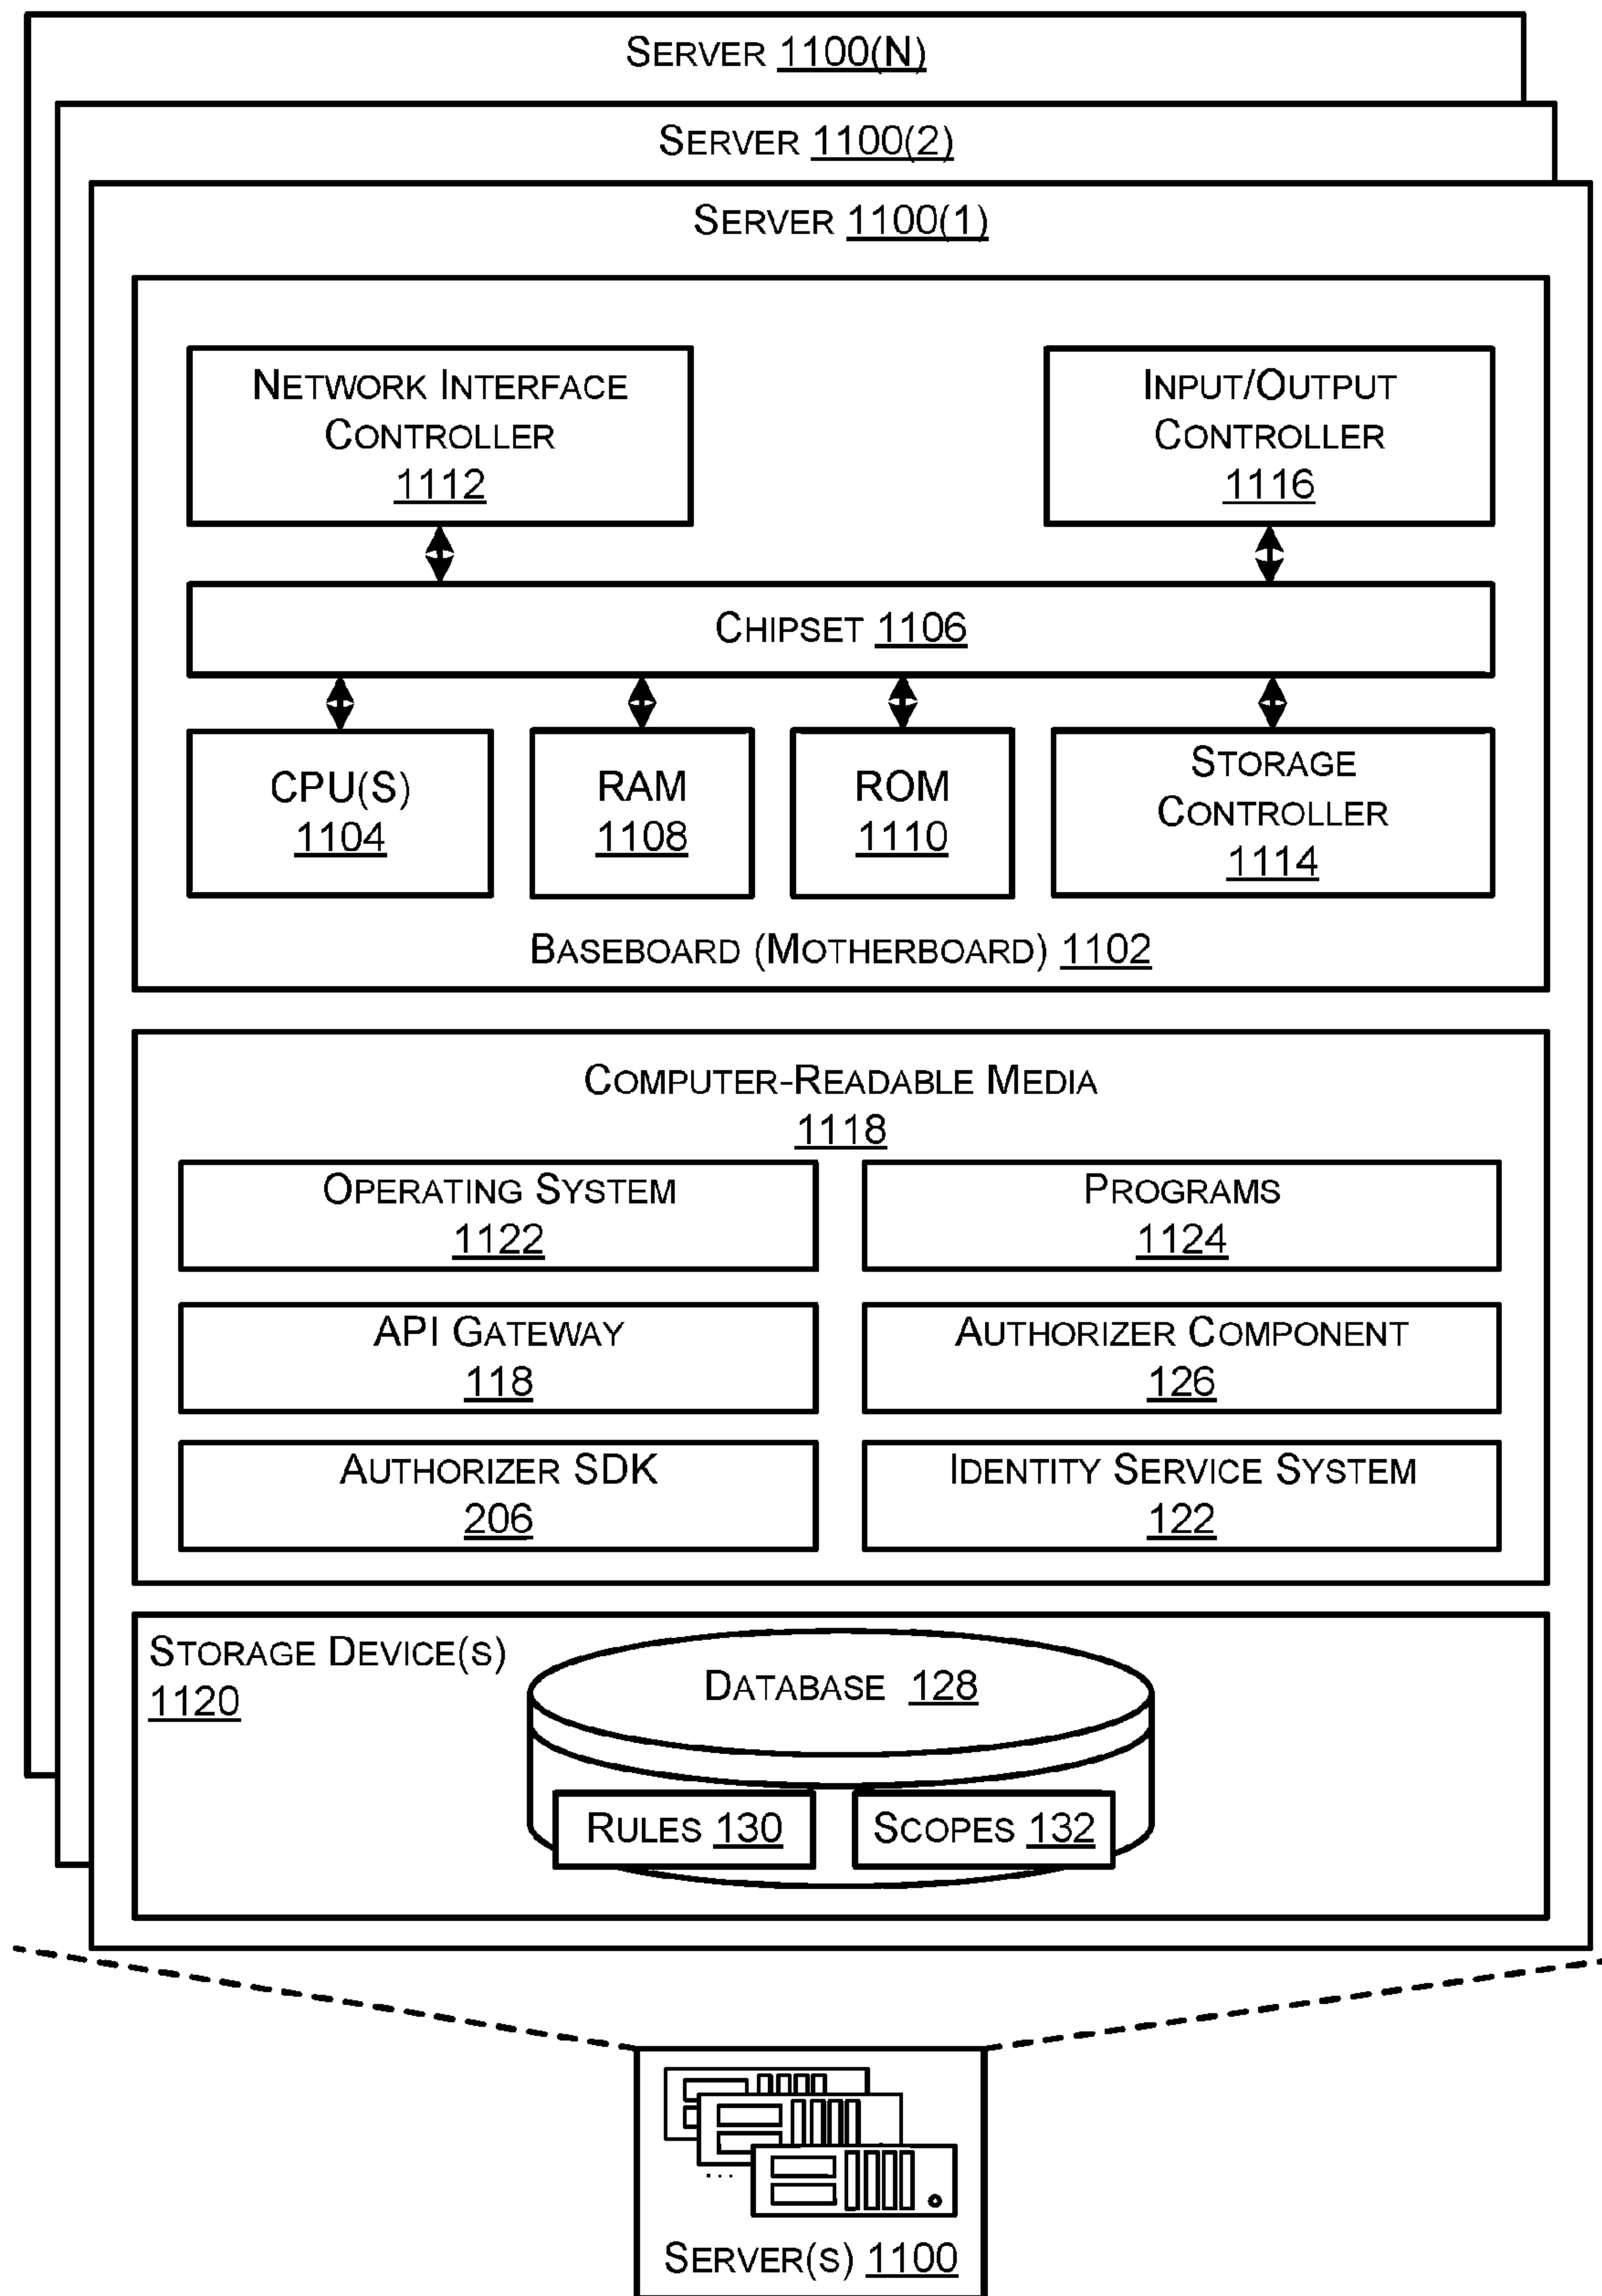 SERVER 1100(N)
SERVER 1100(2)
SERVER 1100(1)
NETWORK INTERFACE
CONTROLLER
1112
INPUT/OUTPUT
CONTROLLER
1116
CHIPSET 1106
CPU(S)
1104
RAM
1108
ROM
1110
STORAGE
CONTROLLER
1114
BASEBOARD (MOTHERBOARD) 1102
COMPUTER-READABLE MEDIA
1118
OPERATING SYSTEM
1122
PROGRAMS
1124
API GATEWAY
118
AUTHORIZER COMPONENT
126
AUTHORIZER SDK
206
IDENTITY SERVICE SYSTEM
122
STORAGE DEVICE(S)
1120
DATABASE 128
RULES 130
SCOPES 132
...
SERVER(S) 1100